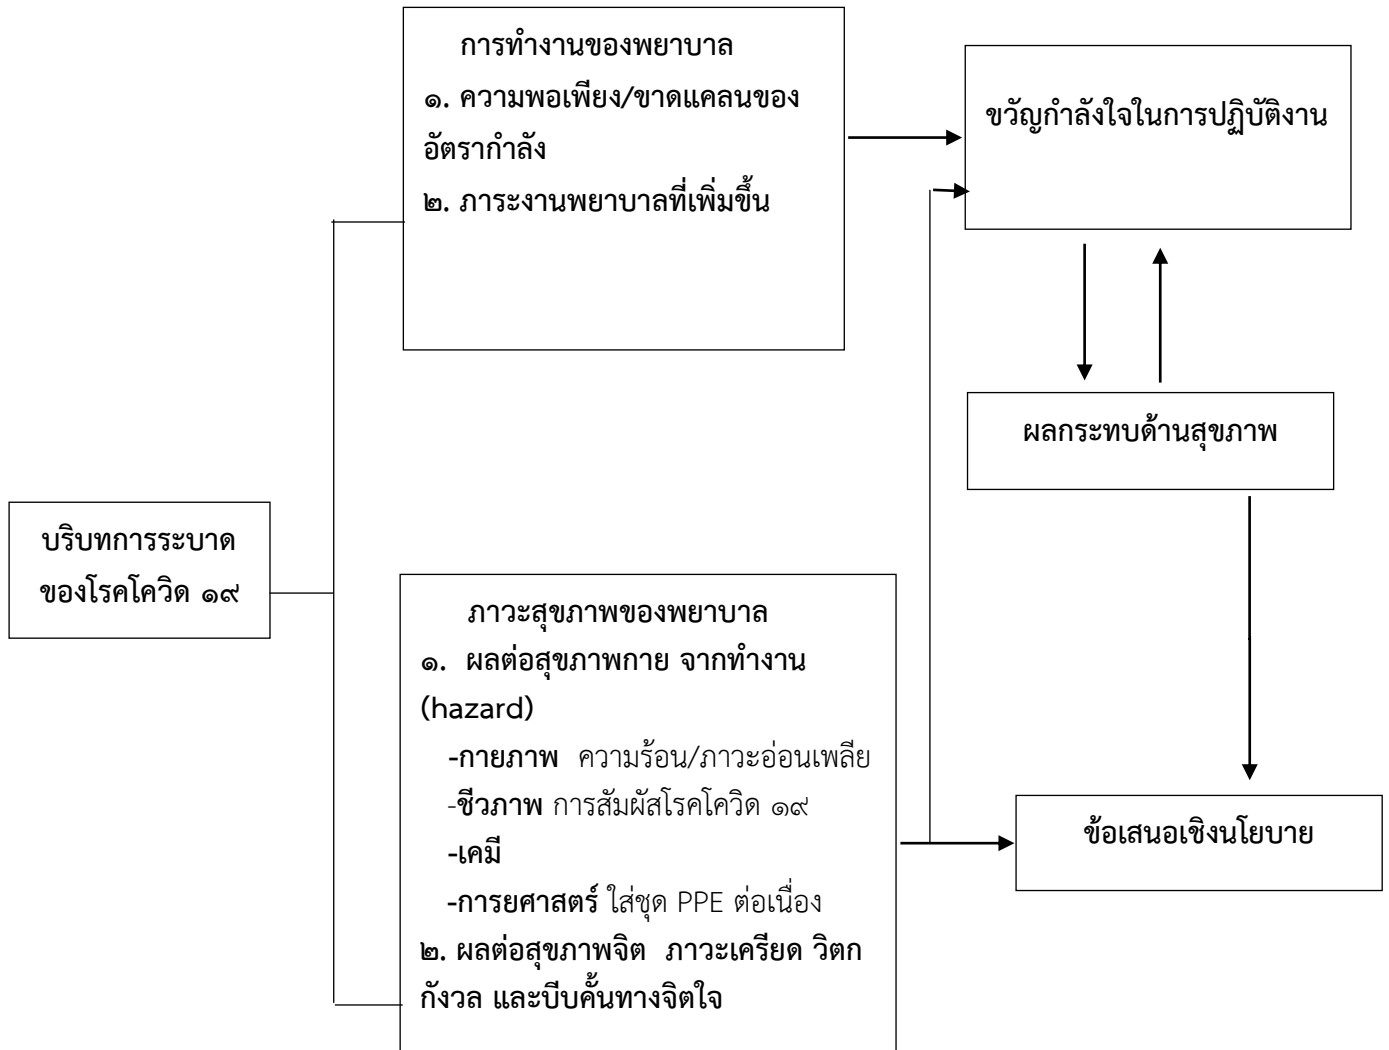 การทำงานของพยาบาล
๑. ความพอเพียง/ขาดแคลนของ
อัตรากำลัง
๒. ภาระงานพยาบาลที่เพิ่มขึ้น
ขวัญกำลังใจในการปฏิบัติงาน
ผลกระทบด้านสุขภาพ
บริบทการระบาด
ของโรคโควิด ๑๙
ภาวะสุขภาพของพยาบาล
๑. ผลต่อสุขภาพกาย จากทำงาน
(hazard)
-กายภาพ ความร้อน/ภาวะอ่อนเพลีย
-ชีวภาพ การสัมผัสโรคโควิด ๑๙
-เคมี
-การยศาสตร์ ใส่ชุด PPE ต่อเนื่อง
๒. ผลต่อสุขภาพจิต ภาวะเครียด วิตก
กังวล และบีบคั้นทางจิตใจ
ข้อเสนอเชิงนโยบาย